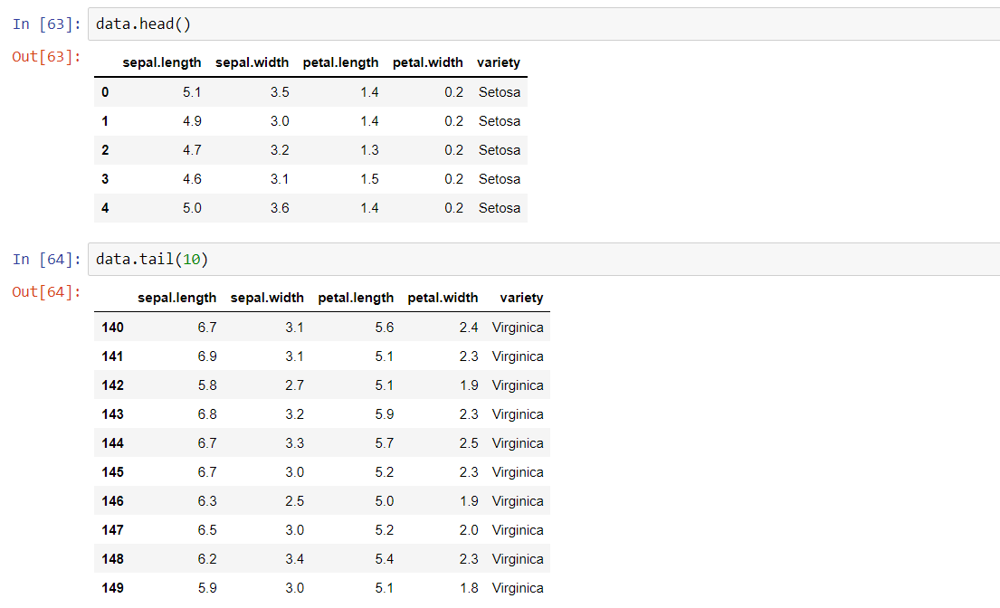 In [63]: data.head()
Out[63]:
sepal.length sepal.width petal.length petal.width variety
0 5.1 3.5 1.4 0.2 Setosa
1 4.9 3.0 1.4 0.2 Setosa
2 4.7 3.2 1.3 0.2 Setosa
3 4.6 3.1 1.5 0.2 Setosa
4 5.0 3.6 1.4 0.2 Setosa
In [64]: data.tail(10)
Out[64]:
sepal.length sepal.width petal.length petal.width variety
140 6.7 3.1 5.6 2.4 Virginica
141 6.9 3.1 5.1 2.3 Virginica
142 5.8 2.7 5.1 1.9 Virginica
143 6.8 3.2 5.9 2.3 Virginica
144 6.7 3.3 5.7 2.5 Virginica
145 6.7 3.0 5.2 2.3 Virginica
146 6.3 2.5 5.0 1.9 Virginica
147 6.5 3.0 5.2 2.0 Virginica
148 6.2 3.4 5.4 2.3 Virginica
149 5.9 3.0 5.1 1.8 Virginica